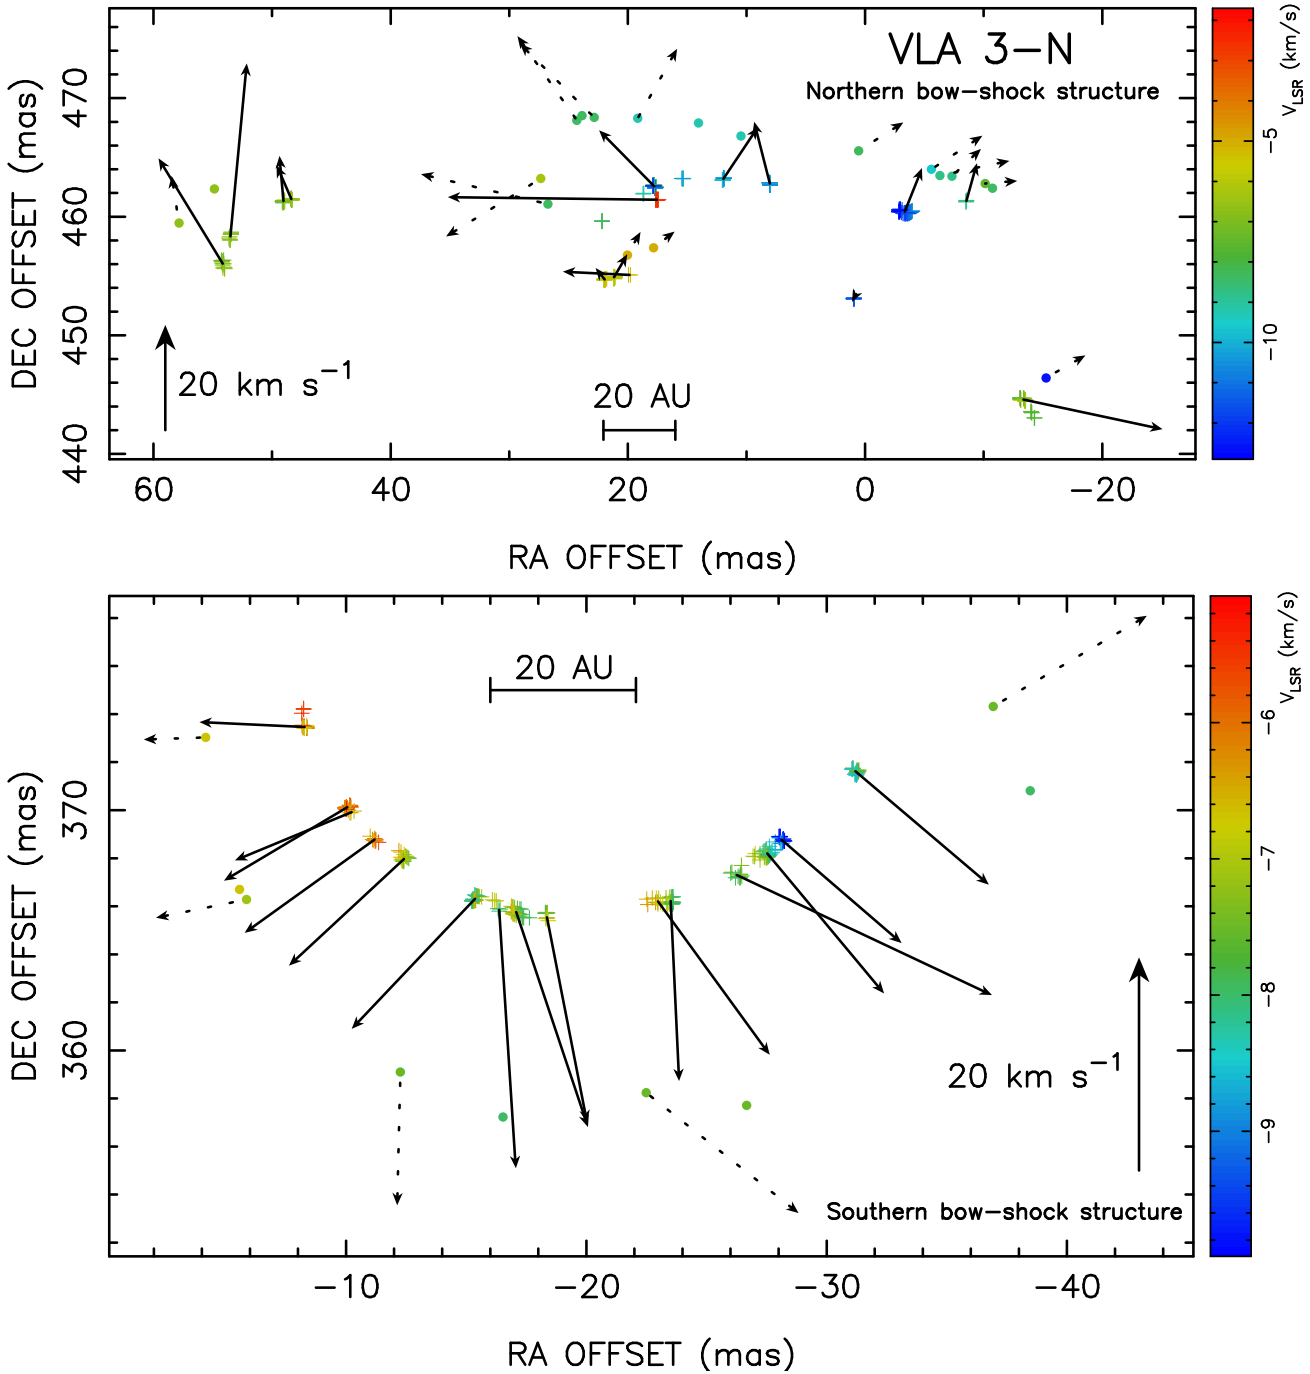 VLA 3−N
Northern bow−shock structure
DEC OFFSET (mas)
470
460
450
440
20 km s−1
20 AU
60
40
20
0
−20
RA OFFSET (mas)
VLSR (km/s)
−5
−10
20 AU
DEC OFFSET (mas)
370
360
20 km s−1
Southern bow−shock structure
−10
−20
−30
−40
RA OFFSET (mas)
VLSR (km/s)
−6
−7
−8
−9